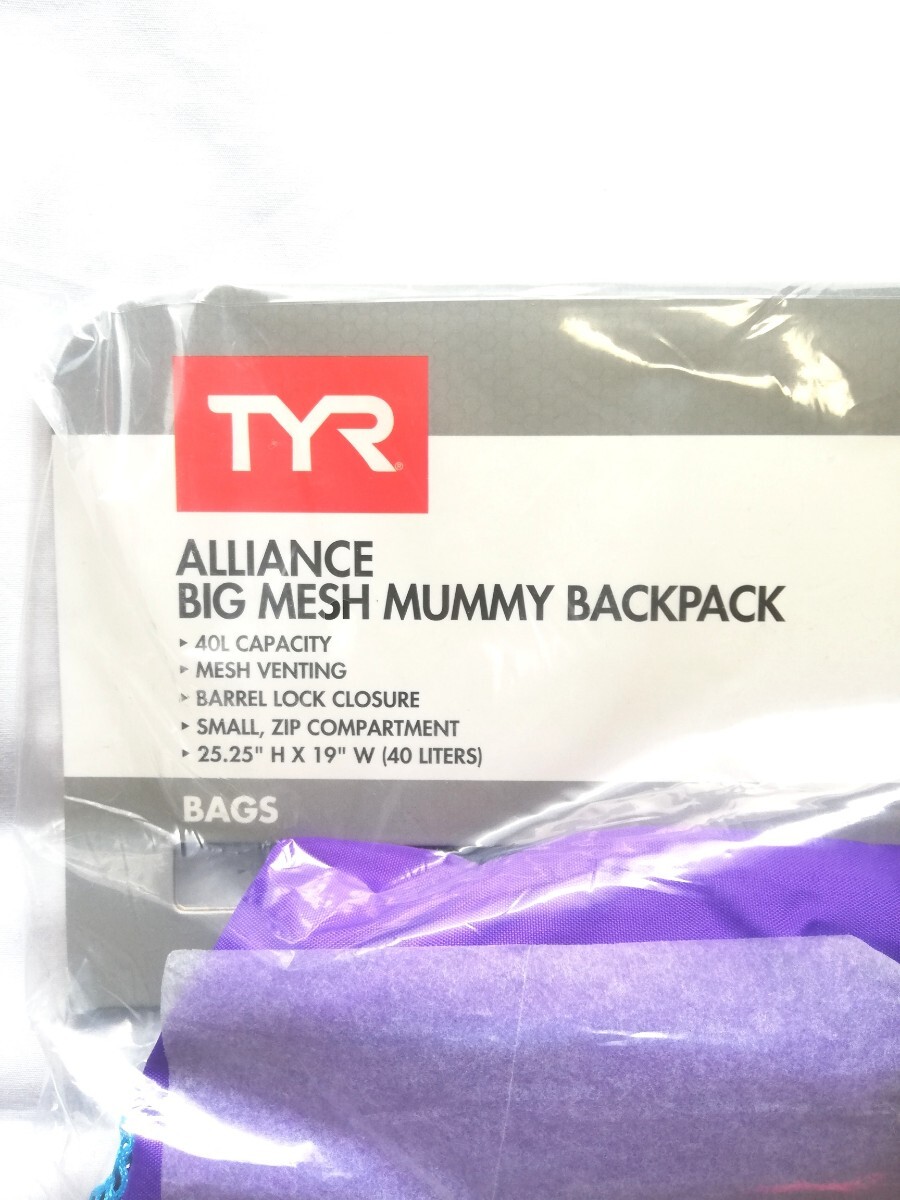 TYR®
ALLIANCE
BIG MESH MUMMY BACKPACK
▸ 40L CAPACITY
▸ MESH VENTING
▸ BARREL LOCK CLOSURE
▸ SMALL, ZIP COMPARTMENT
▸ 25.25" H X 19" W (40 LITERS)
BAGS